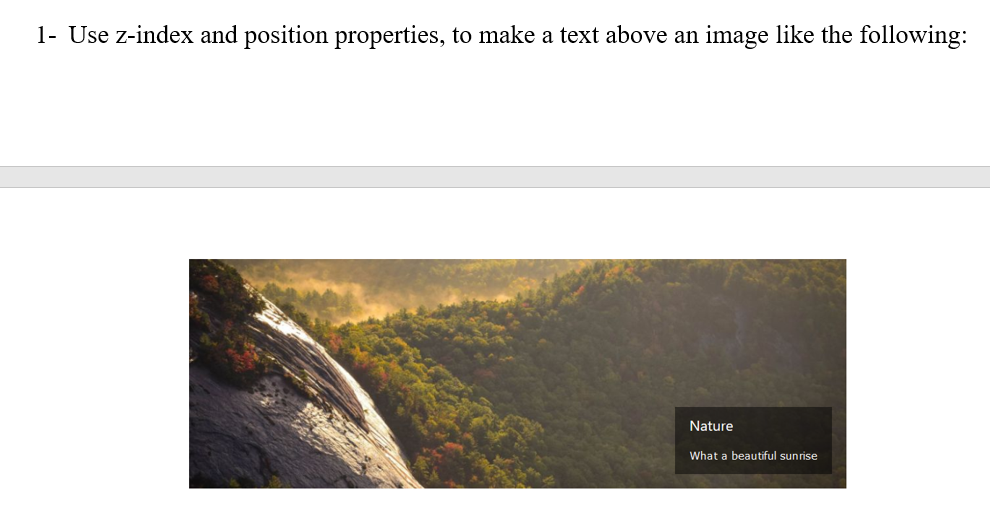 1- Use z-index and position properties, to make a text above an image like the following:
Nature
What a beautiful sunrise